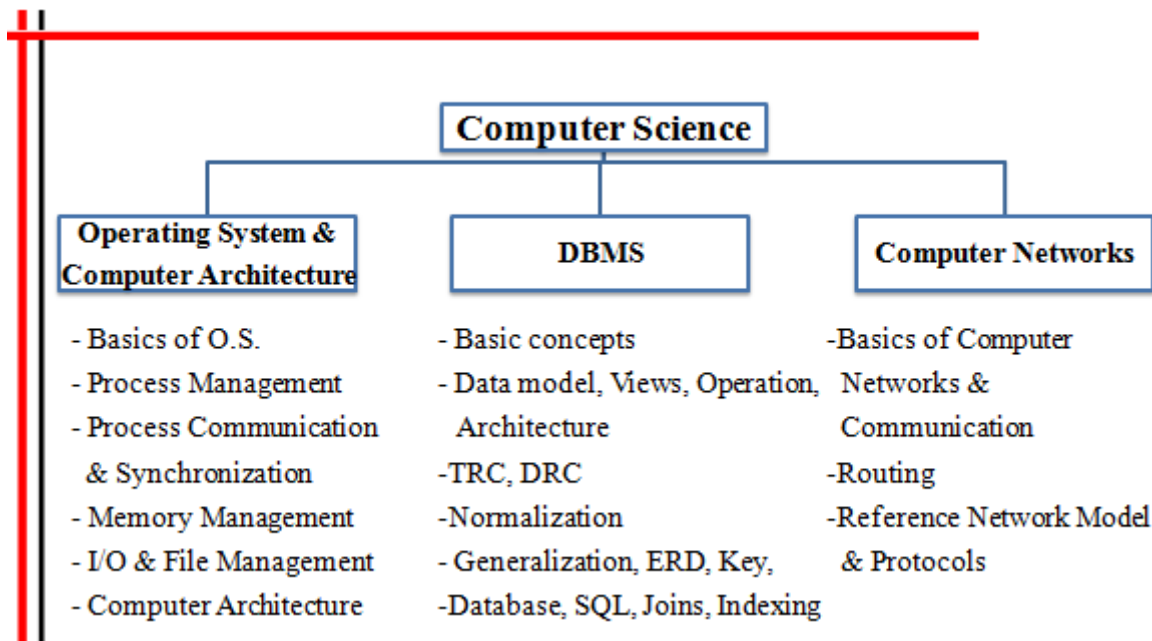 Computer Science
Operating System &
Computer Architecture
- Basics of O.S.
- Process Management
- Process Communication
& Synchronization
- Memory Management
- I/O & File Management
- Computer Architecture
DBMS
- Basic concepts
- Data model, Views, Operation,
Architecture
-TRC, DRC
-Normalization
- Generalization, ERD, Key,
-Database, SQL, Joins, Indexing
Computer Networks
-Basics of Computer
Networks &
Communication
-Routing
-Reference Network Model
& Protocols